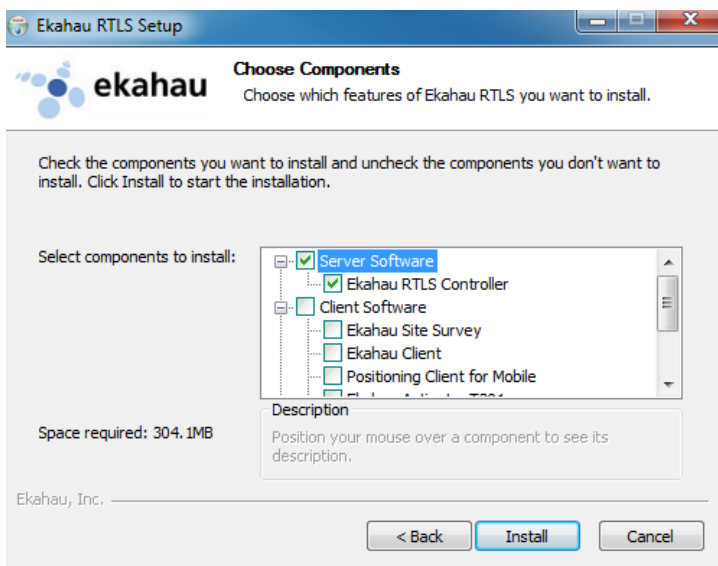 Ekahau RTLS Setup
ekahau
Choose Components
Choose which features of Ekahau RTLS you want to install.
Check the components you want to install and uncheck the components you don't want to
install. Click Install to start the installation.
Select components to install:
Server Software
Ekahau RTLS Controller
Client Software
Ekahau Site Survey
Ekahau Client
Positioning Client for Mobile
Space required: 304.1MB
Description
Position your mouse over a component to see its
description.
Ekahau, Inc.
< Back
Install
Cancel